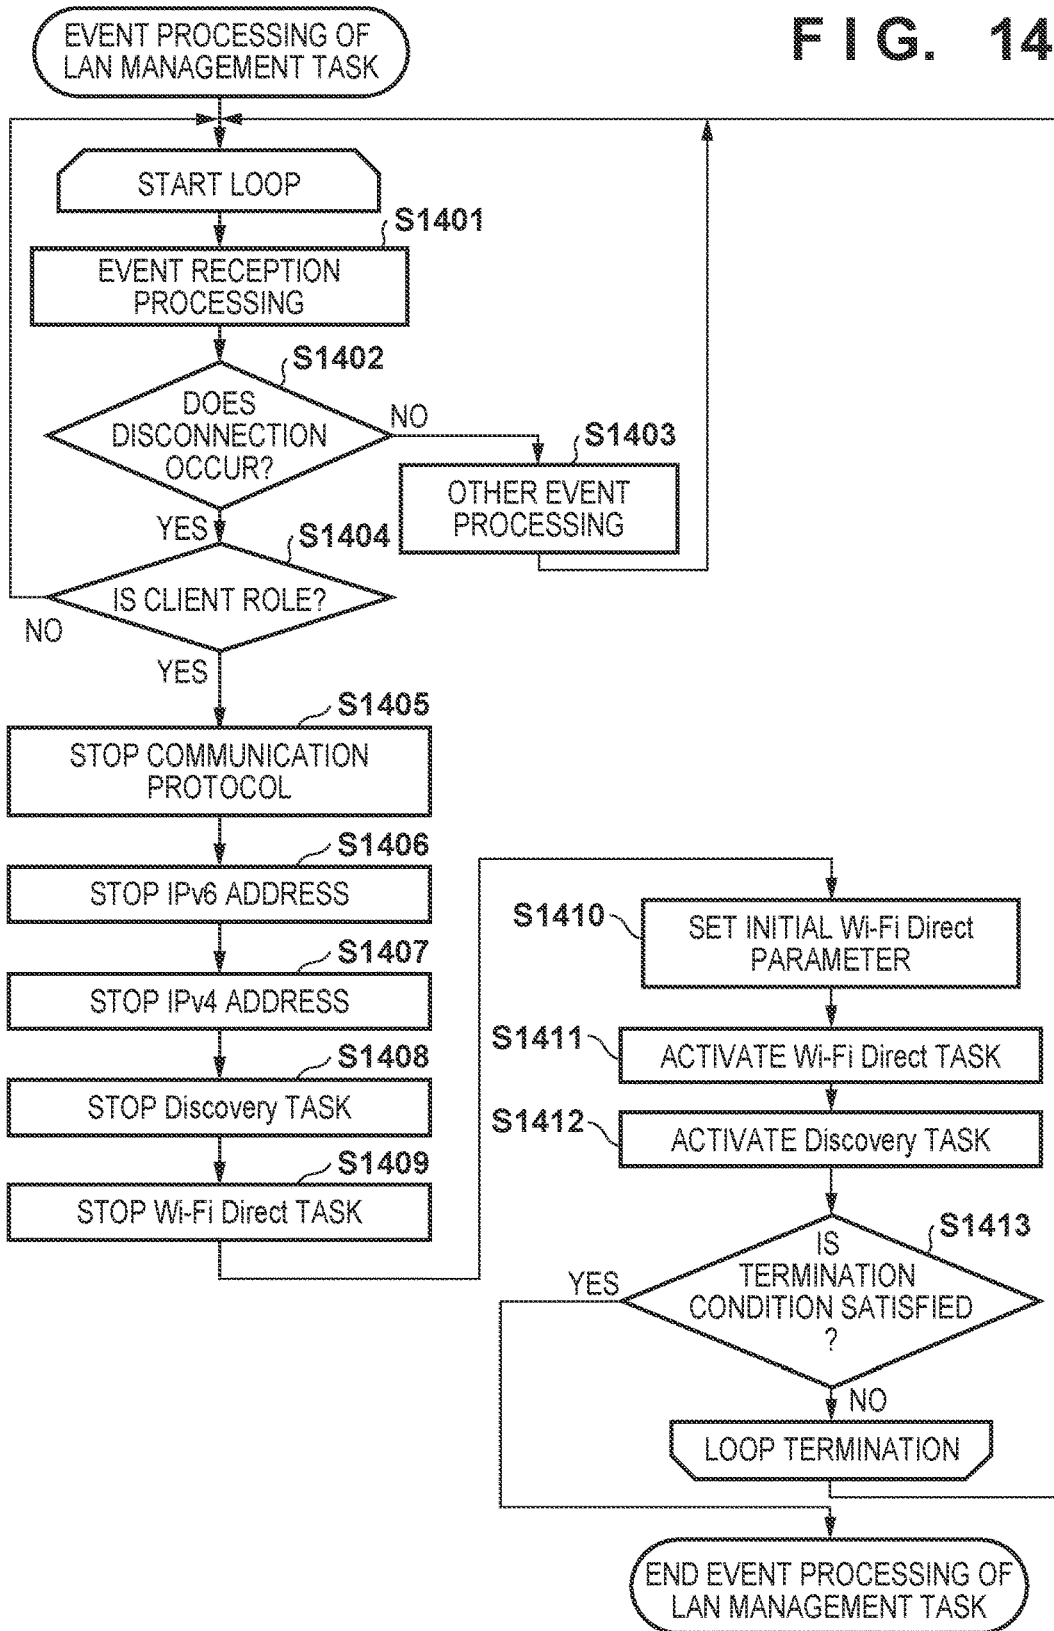 FIG. 14
EVENT PROCESSING OF
LAN MANAGEMENT TASK
START LOOP
S1401
EVENT RECEPTION
PROCESSING
S1402
DOES
DISCONNECTION
OCCUR?
NO
S1403
OTHER EVENT
PROCESSING
YES
S1404
IS CLIENT ROLE?
NO
YES
S1405
STOP COMMUNICATION
PROTOCOL
S1406
STOP IPv6 ADDRESS
S1407
STOP IPv4 ADDRESS
S1408
STOP Discovery TASK
S1409
STOP Wi-Fi Direct TASK
S1410
SET INITIAL Wi-Fi Direct
PARAMETER
S1411
ACTIVATE Wi-Fi Direct TASK
S1412
ACTIVATE Discovery TASK
S1413
IS
TERMINATION
CONDITION SATISFIED
?
YES
NO
LOOP TERMINATION
END EVENT PROCESSING OF
LAN MANAGEMENT TASK